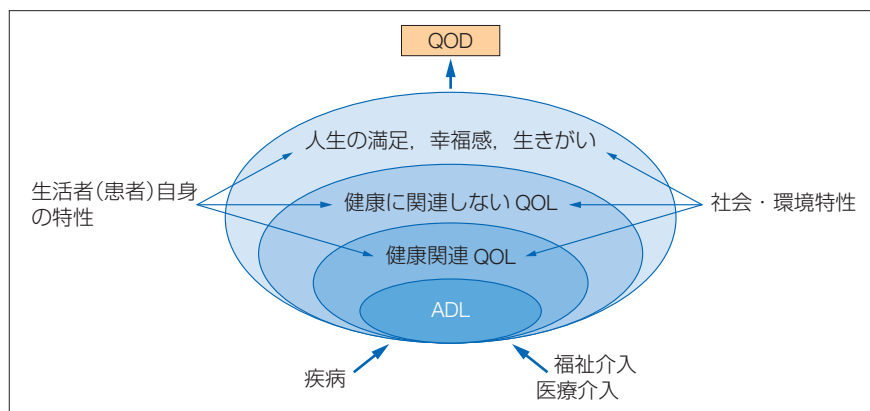 QOD
人生の満足，幸福感，生きがい
生活者(患者)自身
の特性
健康に関連しない QOL
社会・環境特性
健康関連 QOL
ADL
疾病
福祉介入
医療介入